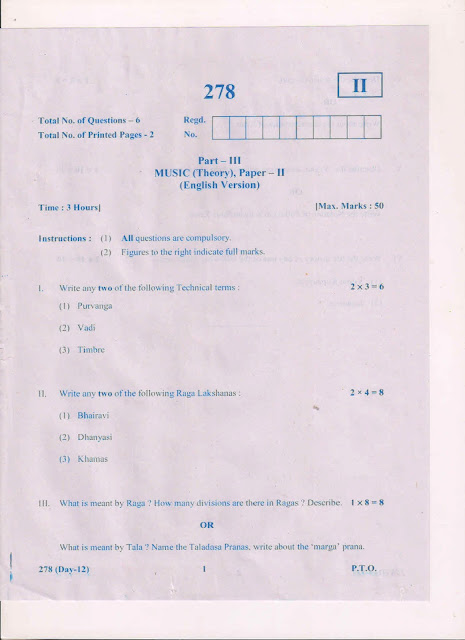 278
II
Total No. of Questions – 6
Regd.
Total No. of Printed Pages - 2
No.
Part – III
MUSIC (Theory), Paper – II
(English Version)
Time : 3 Hours]
[Max. Marks : 50
Instructions : (1) All questions are compulsory.
(2) Figures to the right indicate full marks.
I. Write any two of the following Technical terms : 2 × 3 = 6
(1) Purvanga
(2) Vadi
(3) Timbre
II. Write any two of the following Raga Lakshanas : 2 × 4 = 8
(1) Bhairavi
(2) Dhanyasi
(3) Khamas
III. What is meant by Raga ? How many divisions are there in Ragas ? Describe. 1 × 8 = 8
OR
What is meant by Tala ? Name the Taladasa Pranas, write about the 'marga' prana.
278 (Day-12) 1 P.T.O.